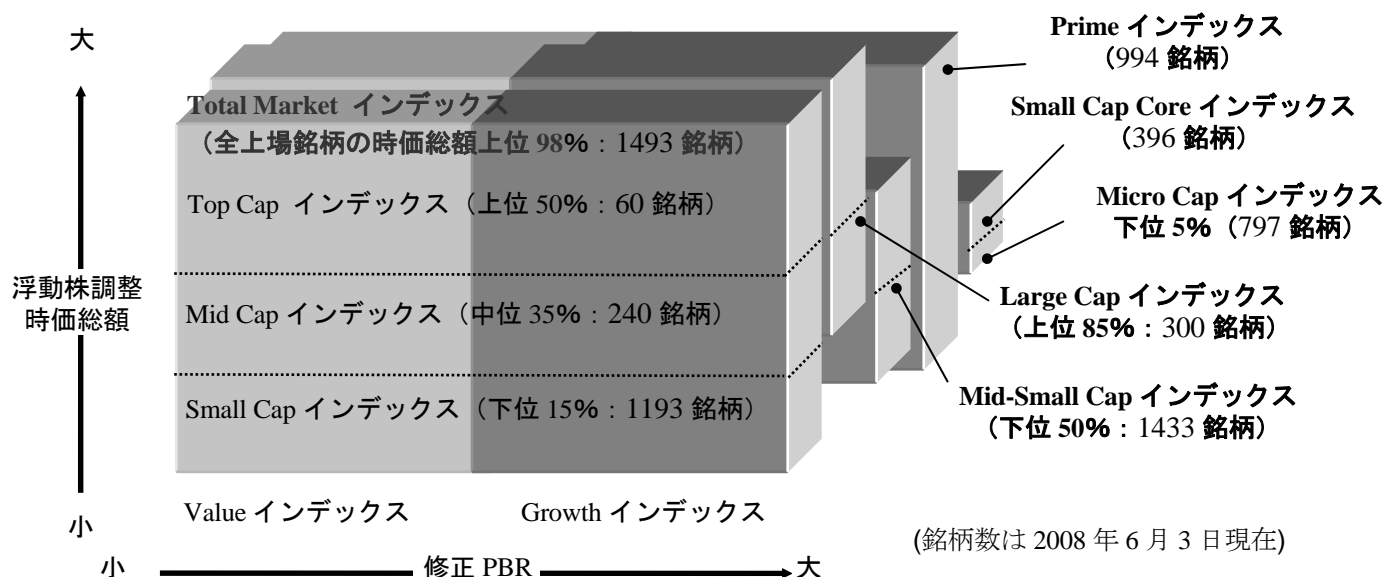 大
Prime インデックス
（994 銘柄）
Total Market インデックス
（全上場銘柄の時価総額上位 98%：1493 銘柄）
Small Cap Core インデックス
（396 銘柄）
Top Cap インデックス（上位 50%：60 銘柄）
Micro Cap インデックス
下位 5%（797 銘柄）
浮動株調整
時価総額
Mid Cap インデックス（中位 35%：240 銘柄）
Large Cap インデックス
（上位 85%：300 銘柄）
Small Cap インデックス（下位 15%：1193 銘柄）
Mid-Small Cap インデックス
（下位 50%：1433 銘柄）
小
Value インデックス
Growth インデックス
(銘柄数は 2008 年 6 月 3 日現在)
小
修正 PBR
大